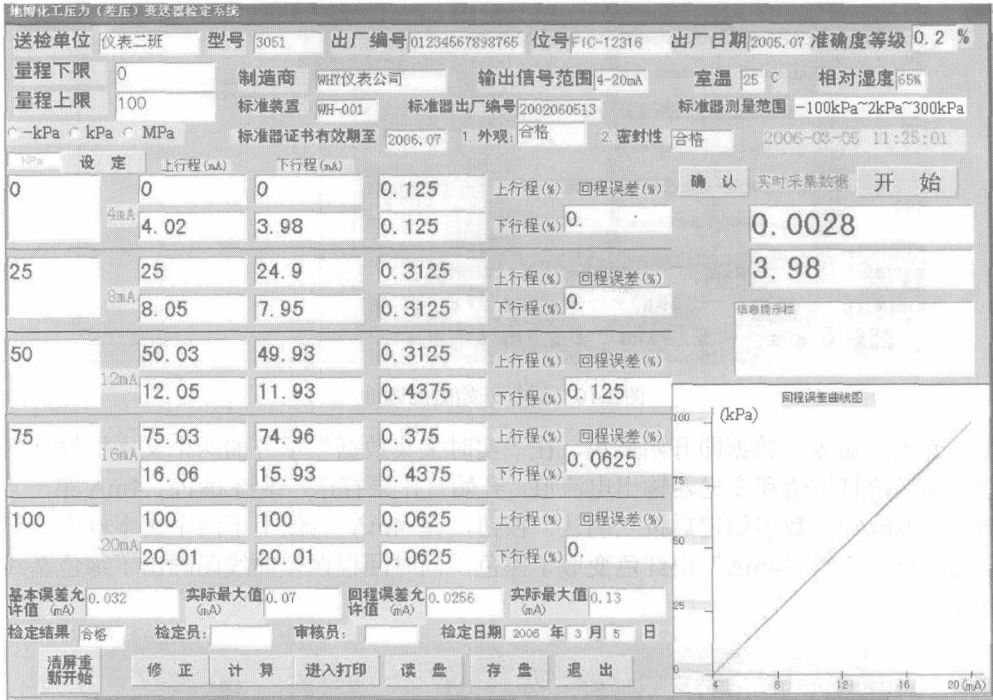 地博化工压力（差压）变送器检定系统
送检单位 仪表二班 型号 3051 出厂编号 01234567898765 位号 FIC-12316 出厂日期 2005.07 准确度等级 0.2 %
量程下限 0 制造商 WHY仪表公司 输出信号范围 4-20mA 室温 25 C 相对湿度 65%
量程上限 100 标准装置 WH-001 标准器出厂编号 2002060513 标准器测量范围 -100kPa~2kPa~300kPa
-kPa kPa MPa 标准器证书有效期至 2006.07 1 外观: 合格 2 密封性 合格 2006-03-05 11:25:01
kPa 设 定 上行程(mA) 下行程(mA)
确 认 实时采集数据 开 始
0 0 0 0.125 上行程(%) 回程误差(%)
4mA 4.02 3.98 0.125 下行程(%) 0.
0.0028
3.98
25 25 24.9 0.3125 上行程(%) 回程误差(%)
8mA 8.05 7.95 0.3125 下行程(%) 0.
信息提示栏
50 50.03 49.93 0.3125 上行程(%) 回程误差(%)
12mA 12.05 11.93 0.4375 下行程(%) 0.125
75 75.03 74.96 0.375 上行程(%) 回程误差(%)
16mA 16.06 15.93 0.4375 下行程(%) 0.0625
100 100 100 0.0625 上行程(%) 回程误差(%)
20mA 20.01 20.01 0.0625 下行程(%) 0.
回程误差曲线图
(kPa)
100
75
50
25
0
4 8 12 16 20(mA)
基本误差允许值 (mA) 0.032 实际最大值 (mA) 0.07 回程误差允许值 (mA) 0.0256 实际最大值 (mA) 0.13
检定结果 合格 检定员: 审核员: 检定日期 2006 年 3 月 5 日
清屏重新开始 修 正 计 算 进入打印 读 盘 存 盘 退 出